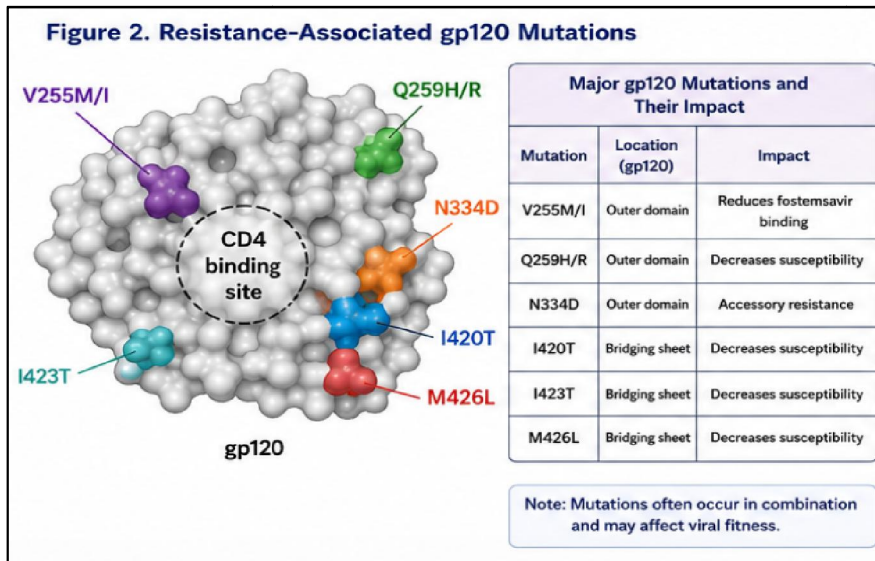 Figure 2. Resistance-Associated gp120 Mutations
V255M/I
Q259H/R
N334D
CD4
binding
site
I420T
I423T
M426L
gp120
Major gp120 Mutations and
Their Impact
Mutation Location (gp120) Impact
V255M/I Outer domain Reduces fostemsavir binding
Q259H/R Outer domain Decreases susceptibility
N334D Outer domain Accessory resistance
I420T Bridging sheet Decreases susceptibility
I423T Bridging sheet Decreases susceptibility
M426L Bridging sheet Decreases susceptibility
Note: Mutations often occur in combination
and may affect viral fitness.